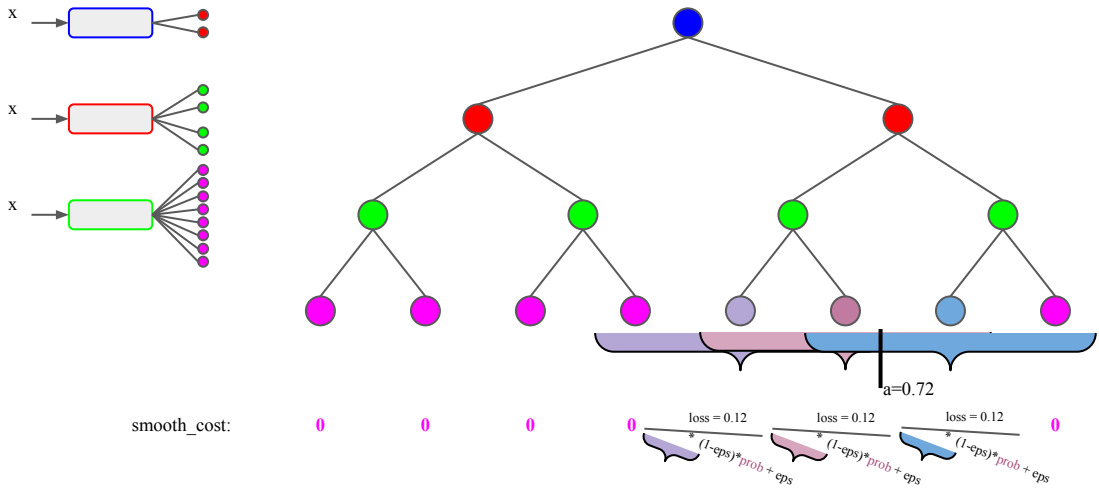 x
x
x
a=0.72
smooth_cost:
0
0
0
0
loss = 0.12
* (1-eps)*prob + eps
loss = 0.12
* (1-eps)*prob + eps
loss = 0.12
* (1-eps)*prob + eps
0